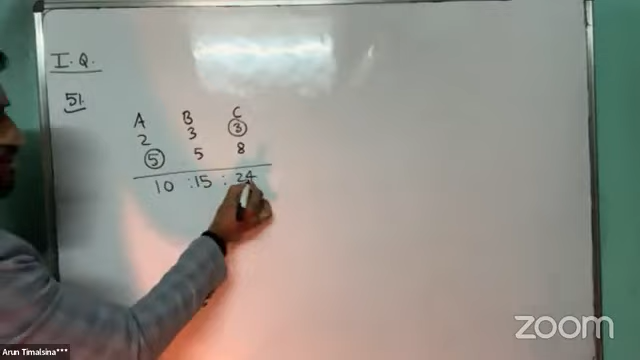 I.Q.
51.
A B C
2 3 3
5 5 8
10 : 15 : 24
zoom
Arun Timalsina***